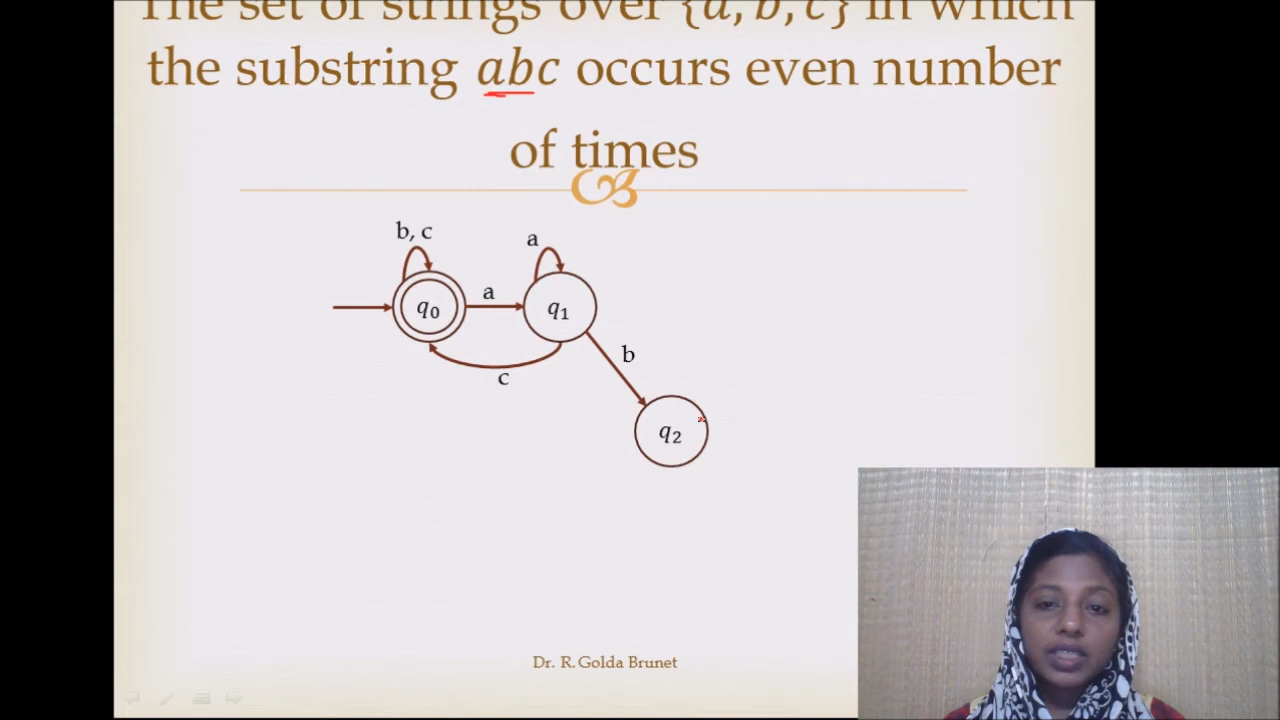 The set of strings over {a, b, c} in which
the substring abc occurs even number
of times
b, c
a
q₀
a
q₁
b
c
q₂
Dr. R. Golda Brunet